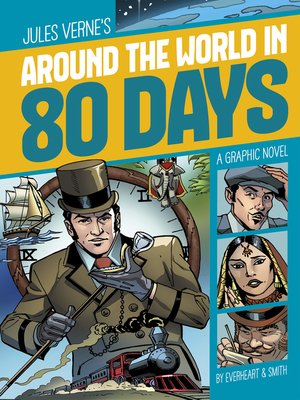 JULES VERNE'S
AROUND THE WORLD IN
80 DAYS
A GRAPHIC NOVEL
BY EVERHEART & SMITH